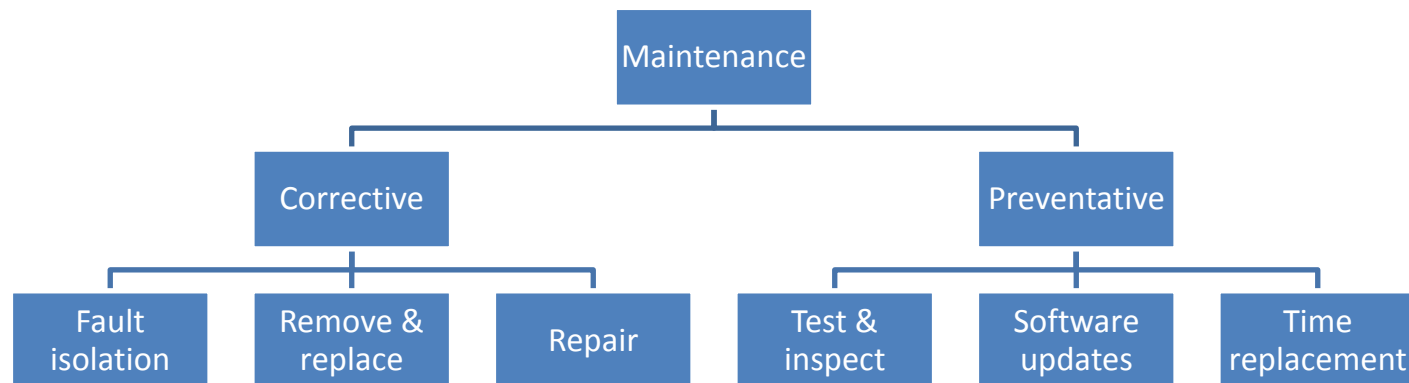 Maintenance
Corrective
Preventative
Fault
isolation
Remove &
replace
Repair
Test &
inspect
Software
updates
Time
replacement